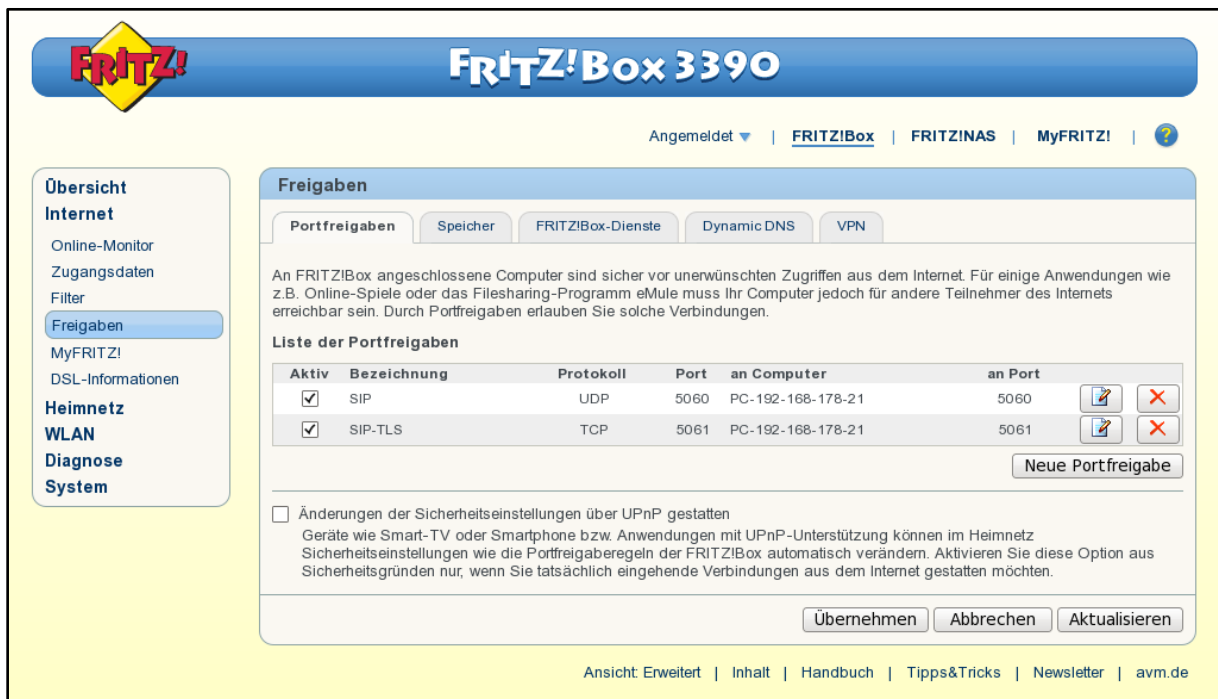 FRITZ!
FRITZ!Box 3390
Angemeldet | FRITZ!Box | FRITZ!NAS | MyFRITZ! | ?
Übersicht
Internet
Online-Monitor
Zugangsdaten
Filter
Freigaben
MyFRITZ!
DSL-Informationen
Heimnetz
WLAN
Diagnose
System
Freigaben
Portfreigaben Speicher FRITZ!Box-Dienste Dynamic DNS VPN
An FRITZ!Box angeschlossene Computer sind sicher vor unerwünschten Zugriffen aus dem Internet. Für einige Anwendungen wie
z.B. Online-Spiele oder das Filesharing-Programm eMule muss Ihr Computer jedoch für andere Teilnehmer des Internets
erreichbar sein. Durch Portfreigaben erlauben Sie solche Verbindungen.
Liste der Portfreigaben
Aktiv Bezeichnung Protokoll Port an Computer an Port
SIP UDP 5060 PC-192-168-178-21 5060
SIP-TLS TCP 5061 PC-192-168-178-21 5061
Neue Portfreigabe
Änderungen der Sicherheitseinstellungen über UPnP gestatten
Geräte wie Smart-TV oder Smartphone bzw. Anwendungen mit UPnP-Unterstützung können im Heimnetz
Sicherheitseinstellungen wie die Portfreigaberegeln der FRITZ!Box automatisch verändern. Aktivieren Sie diese Option aus
Sicherheitsgründen nur, wenn Sie tatsächlich eingehende Verbindungen aus dem Internet gestatten möchten.
Übernehmen Abbrechen Aktualisieren
Ansicht: Erweitert | Inhalt | Handbuch | Tipps&Tricks | Newsletter | avm.de